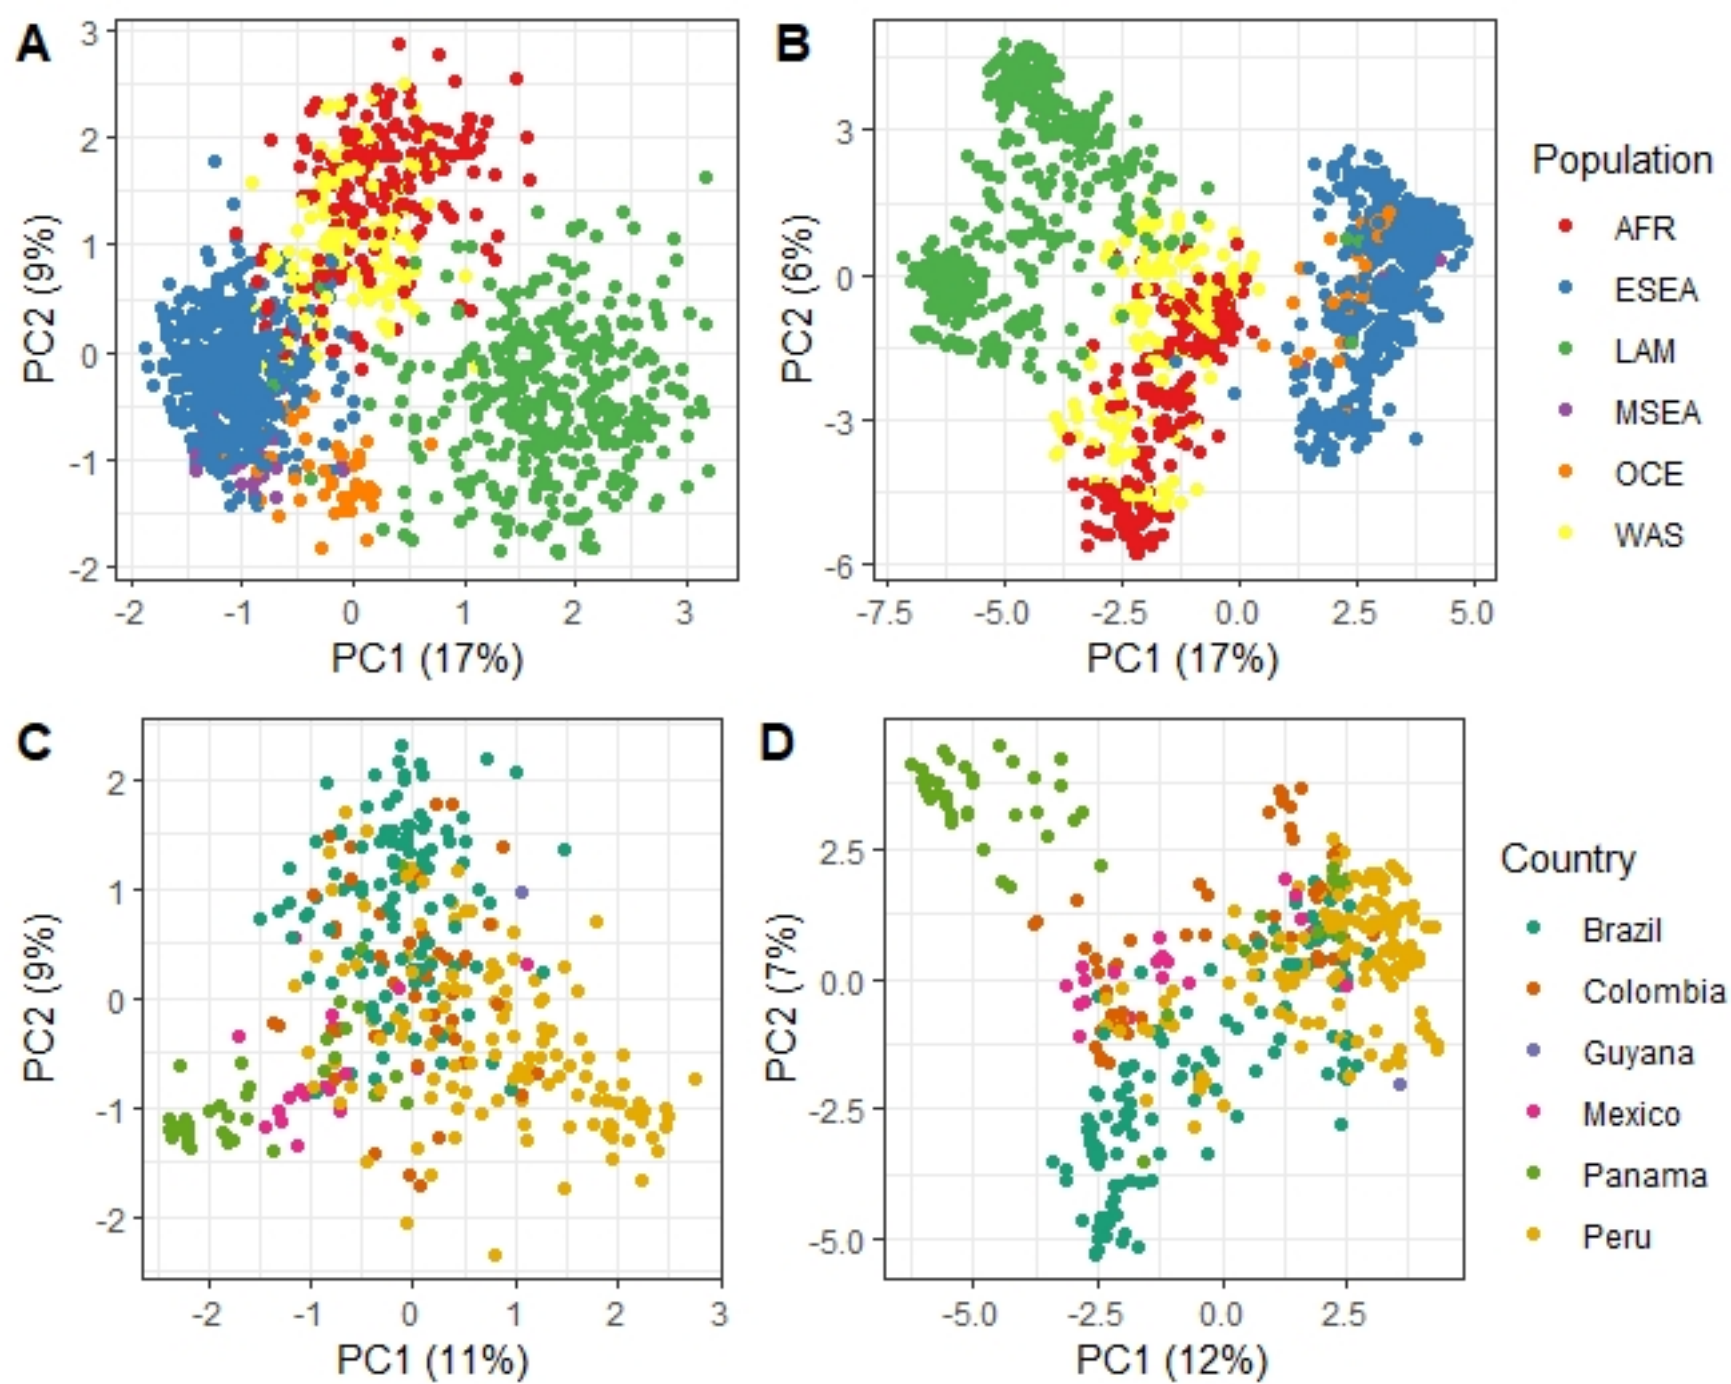 A
3
2
1
0
-1
-2
PC2 (9%)
-2 -1 0 1 2 3
PC1 (17%)
B
3
0
-3
-6
PC2 (6%)
-7.5 -5.0 -2.5 0.0 2.5 5.0
PC1 (17%)
Population
AFR
ESEA
LAM
MSEA
OCE
WAS
C
2
1
0
-1
-2
PC2 (9%)
-2 -1 0 1 2 3
PC1 (11%)
D
2.5
0.0
-2.5
-5.0
PC2 (7%)
-5.0 -2.5 0.0 2.5
PC1 (12%)
Country
Brazil
Colombia
Guyana
Mexico
Panama
Peru